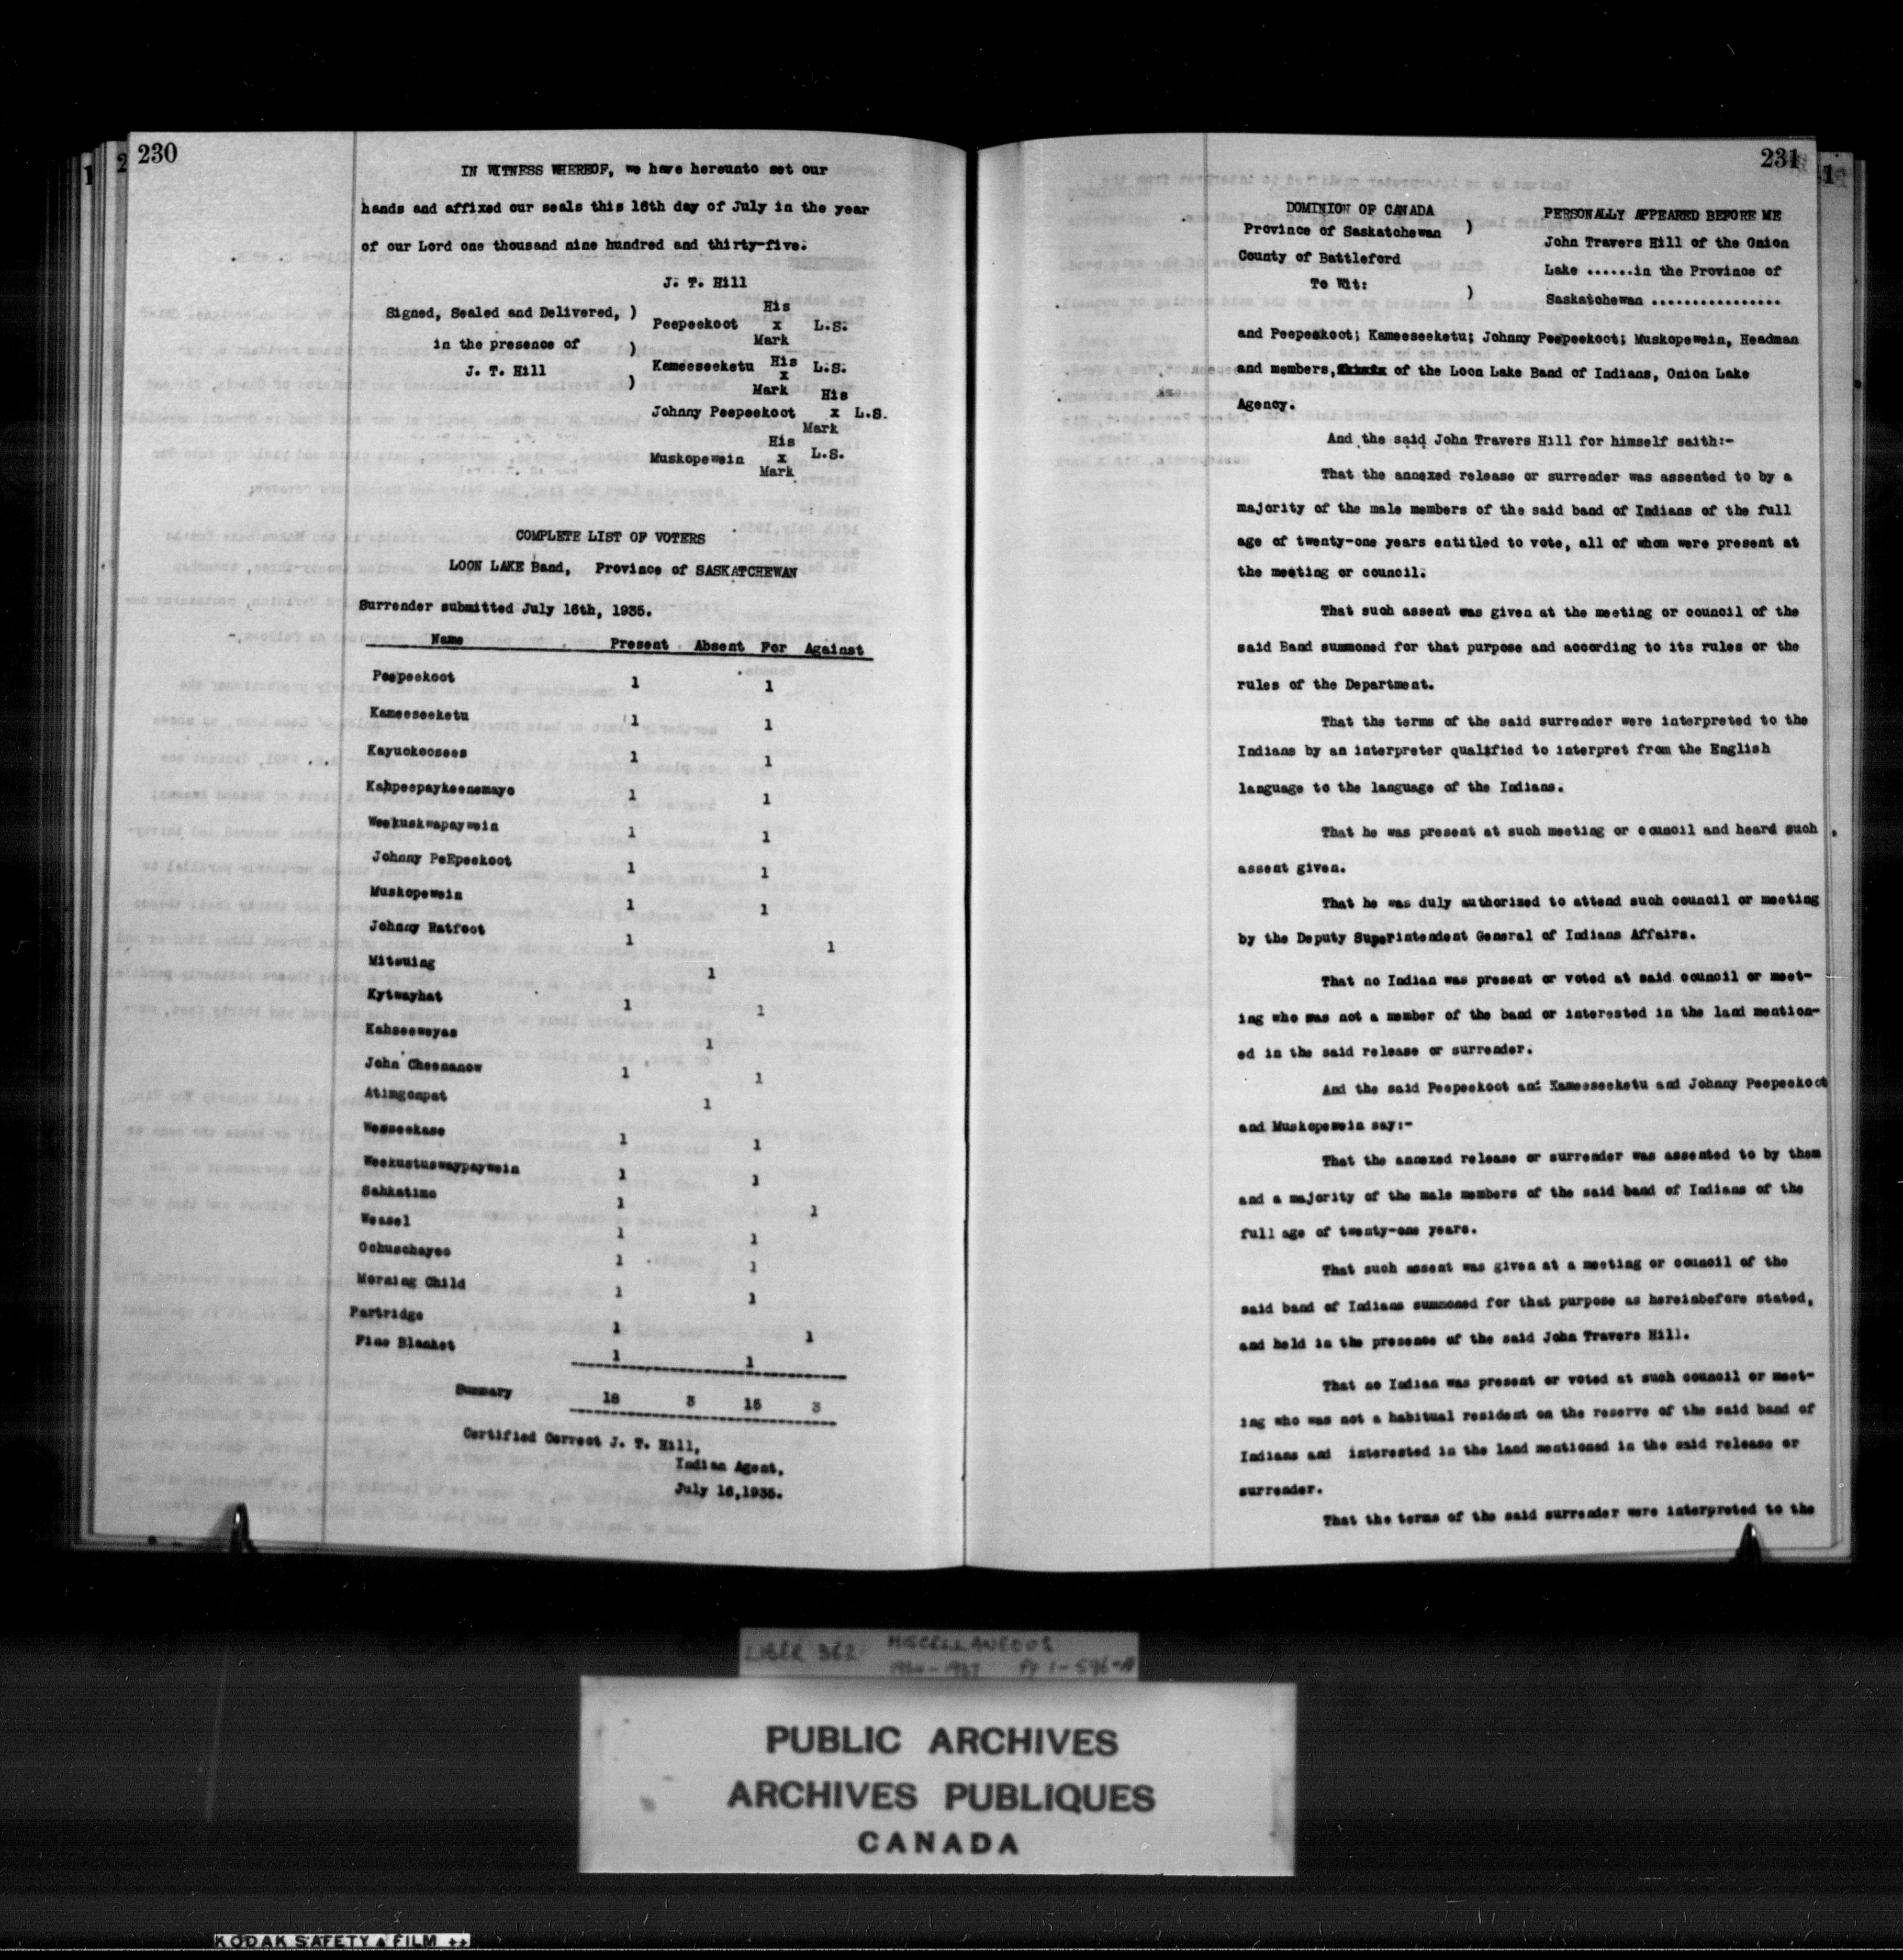 230
IN WITNESS WHEREOF, we have hereunto set our
hands and affixed our seals this 16th day of July in the year
of our Lord one thousand nine hundred and thirty-five.
J. T. Hill
Signed, Sealed and Delivered, )
in the presence of )
J. T. Hill )
His
Peepeekoot x L.S.
Mark
Kameeseeketu His L.S.
x
Mark
His
Johnny Peepeekoot x L.S.
Mark
His
Muskopewein x L.S.
Mark
COMPLETE LIST OF VOTERS
LOON LAKE Band, Province of SASKATCHEWAN
Surrender submitted July 16th, 1935.
Name Present Absent For Against
Peepeekoot 1 1
Kameeseeketu 1 1
Kayuokeosees 1 1
Kahpeepaykeenemayo 1 1
Weekuskwapaywein 1 1
Johnny PeEpeekoot 1 1
Muskopewein 1 1
Johnny Ratfoot 1 1
Mitsuing 1
Kytwayhat 1 1
Kahseeweyas 1
John Cheenanow 1 1
Atimgonpat 1
Wesseekase 1 1
Weekustuswaypaywein 1 1
Sahkatimo 1 1
Weasel 1 1
Ochuschayoo 1 1
Morning Child 1 1
Partridge 1 1
Fine Blanket 1 1
Summary 18 3 15 3
Certified Correct J. T. Hill,
Indian Agent,
July 16,1935.
231
DOMINION OF CANADA
Province of Saskatchewan )
County of Battleford
To Wit: )
PERSONALLY APPEARED BEFORE ME
John Travers Hill of the Onion
Lake ......in the Province of
Saskatchewan ................
and Peepeekoot; Kameeseeketu; Johnny Peepeekoot; Muskopewein, Headman
and members, of the Loon Lake Band of Indians, Onion Lake
Agency.
And the said John Travers Hill for himself saith:-
That the annexed release or surrender was assented to by a
majority of the male members of the said band of Indians of the full
age of twenty-one years entitled to vote, all of whom were present at
the meeting or council.
That such assent was given at the meeting or council of the
said Band summoned for that purpose and according to its rules or the
rules of the Department.
That the terms of the said surrender were interpreted to the
Indians by an interpreter qualified to interpret from the English
language to the language of the Indians.
That he was present at such meeting or council and heard such
assent given.
That he was duly authorized to attend such council or meeting
by the Deputy Superintendent General of Indians Affairs.
That no Indian was present or voted at said council or meet-
ing who was not a member of the band or interested in the land mention-
ed in the said release or surrender.
And the said Peepeekoot and Kameeseeketu and Johnny Peepeekoot
and Muskopewein say:-
That the annexed release or surrender was assented to by them
and a majority of the male members of the said band of Indians of the
full age of twenty-one years.
That such assent was given at a meeting or council of the
said band of Indians summoned for that purpose as hereinbefore stated,
and held in the presence of the said John Travers Hill.
That no Indian was present or voted at such council or meet-
ing who was not a habitual resident on the reserve of the said band of
Indians and interested in the land mentioned in the said release or
surrender.
That the terms of the said surrender were interpreted to the
LIBER 362 MISCELLANEOUS
1934-1937 Pp 1-596-A
PUBLIC ARCHIVES
ARCHIVES PUBLIQUES
CANADA
KODAK SAFETY FILM